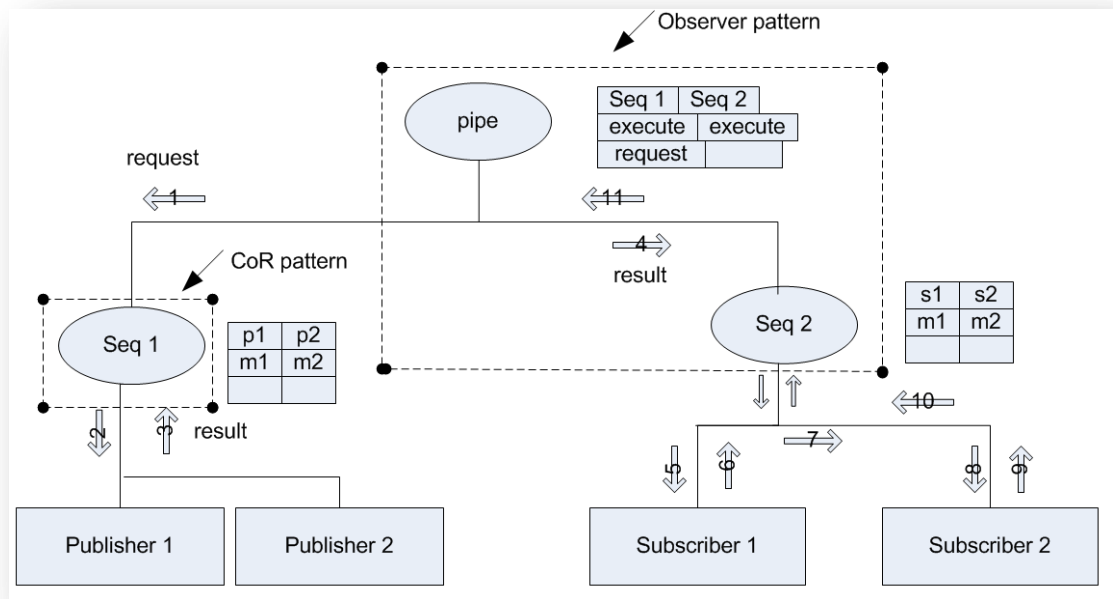 Observer pattern
pipe
Seq 1 Seq 2
execute execute
request
request
1
11
4
result
CoR pattern
Seq 1
p1 p2
m1 m2
Seq 2
s1 s2
m1 m2
2
3
result
10
7
5
6
8
9
Publisher 1
Publisher 2
Subscriber 1
Subscriber 2